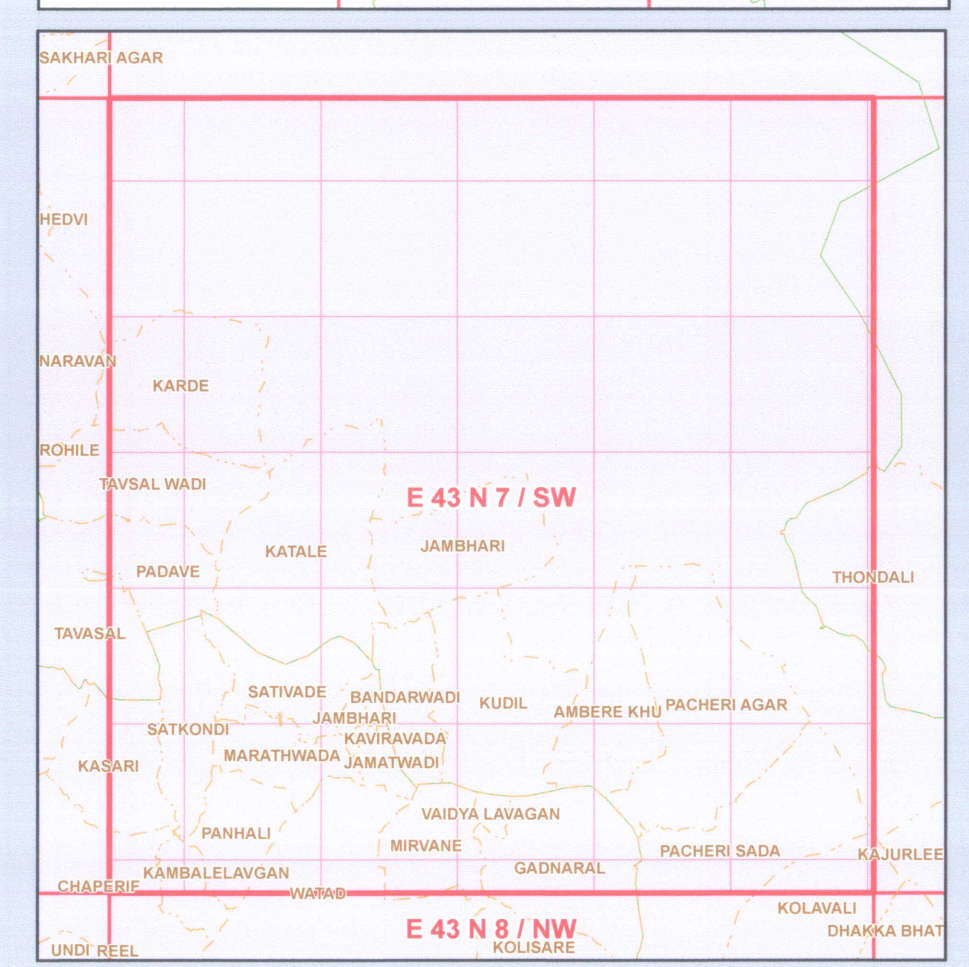 SAKHARI AGAR
HEDVI
NARAVAN
KARDE
ROHILE
TAVSAL WADI
E 43 N 7 / SW
JAMBHARI
KATALE
PADAVE
THONDALI
TAVASAL
SATIVADE
BANDARWADI
KUDIL
PACHERI AGAR
AMBERE KHU
JAMBHARI
SATKONDI
KAVIRAVADA
MARATHWADA
JAMATWADI
KASARI
VAIDYA LAVAGAN
PANHALI
MIRVANE
PACHERI SADA
KAJURLEE
GADNARAL
KAMBALELAVGAN
CHAPERIF
WATAD
KOLAVALI
E 43 N 8 / NW
DHAKKA BHAT
KOLISARE
UNDI REEL